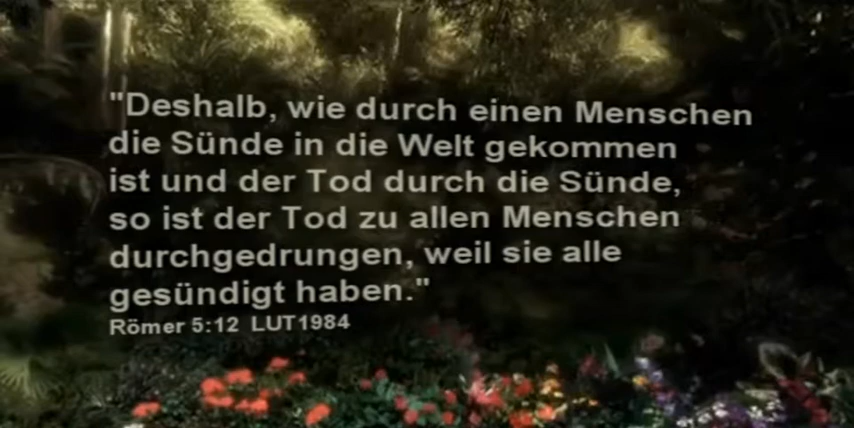 "Deshalb, wie durch einen Menschen
die Sünde in die Welt gekommen
ist und der Tod durch die Sünde,
so ist der Tod zu allen Menschen
durchgedrungen, weil sie alle
gesündigt haben."
Römer 5:12 LUT1984